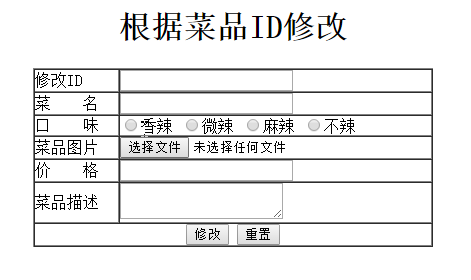 根据菜品ID修改
修改ID
菜 名
口 味 香辣 微辣 麻辣 不辣
菜品图片 选择文件 未选择任何文件
价 格
菜品描述
修改 重置